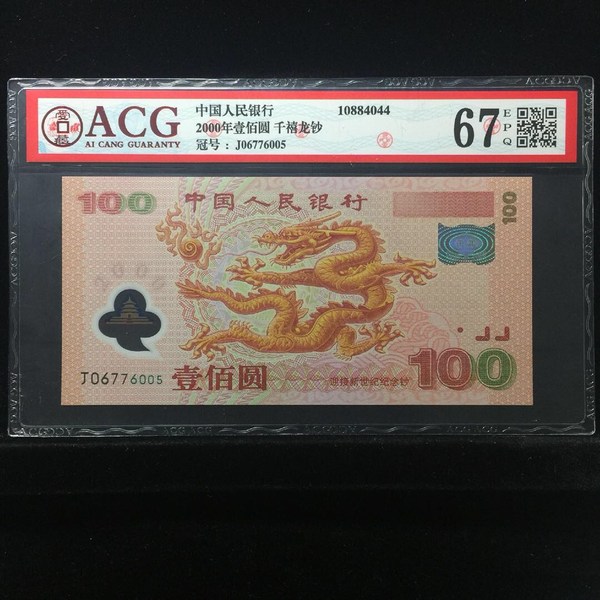 ACG
AI CANG GUARANTY
中国人民银行 10884044
2000年壹佰圆 千禧龙钞
冠号：J06776005
67 EPQ
100 中国人民银行
100
2000
J06776005 壹佰圆 迎接新世纪纪念钞 100